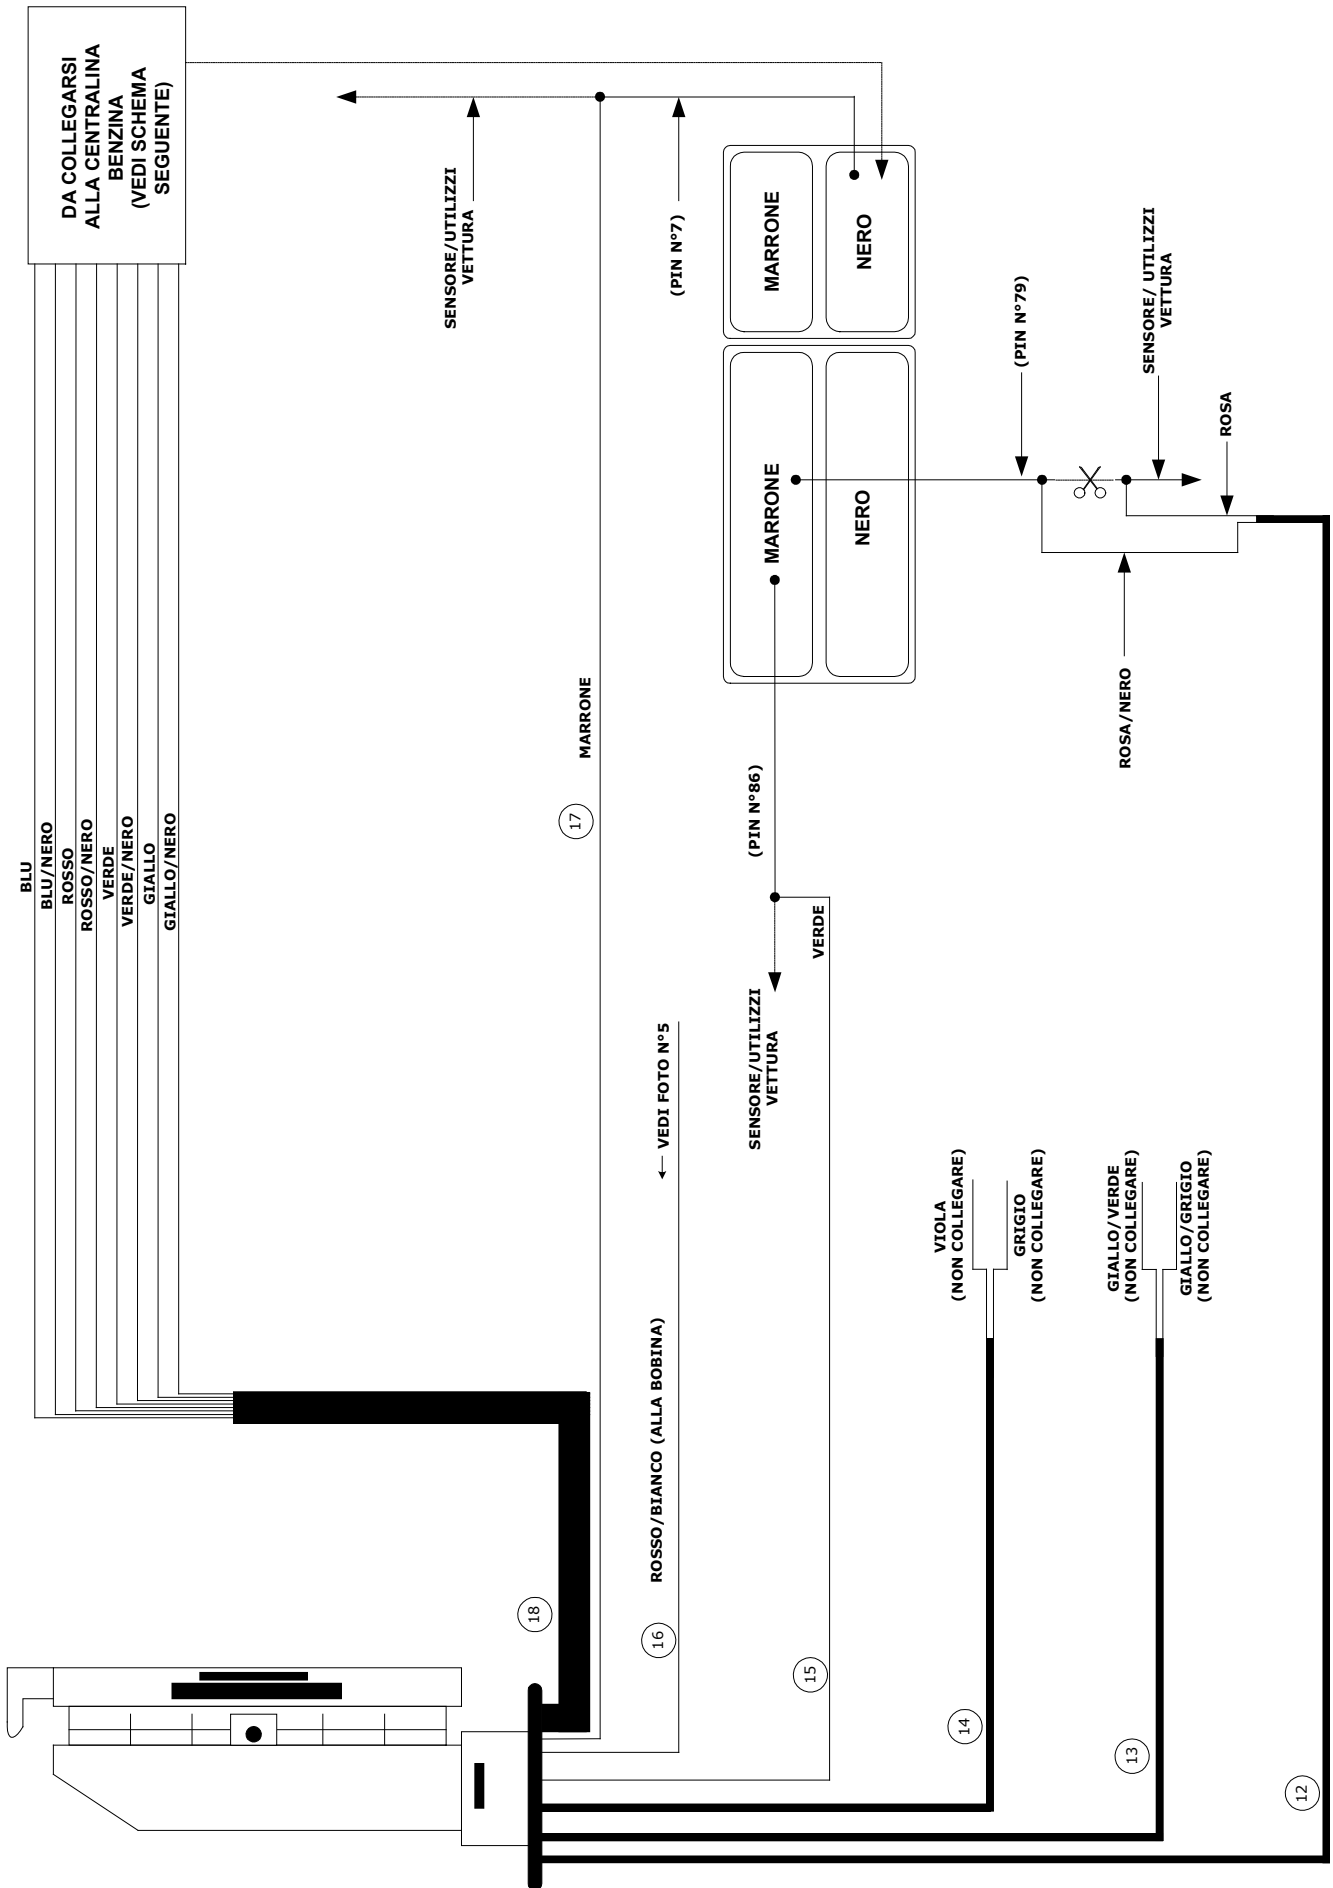 DA COLLEGARSI
ALLA CENTRALINA
BENZINA
(VEDI SCHEMA
SEGUENTE)
BLU
BLU/NERO
ROSSO
ROSSO/NERO
VERDE
VERDE/NERO
GIALLO
GIALLO/NERO
SENSORE/UTILIZZI
VETTURA
(PIN N°7)
MARRONE
NERO
MARRONE
NERO
(PIN N°79)
SENSORE/ UTILIZZI
VETTURA
ROSA
ROSA/NERO
MARRONE
17
(PIN N°86)
VERDE
SENSORE/UTILIZZI
VETTURA
← VEDI FOTO N°5
ROSSO/BIANCO (ALLA BOBINA)
VIOLA
(NON COLLEGARE)
GRIGIO
(NON COLLEGARE)
GIALLO/VERDE
(NON COLLEGARE)
GIALLO/GRIGIO
(NON COLLEGARE)
18
16
15
14
13
12